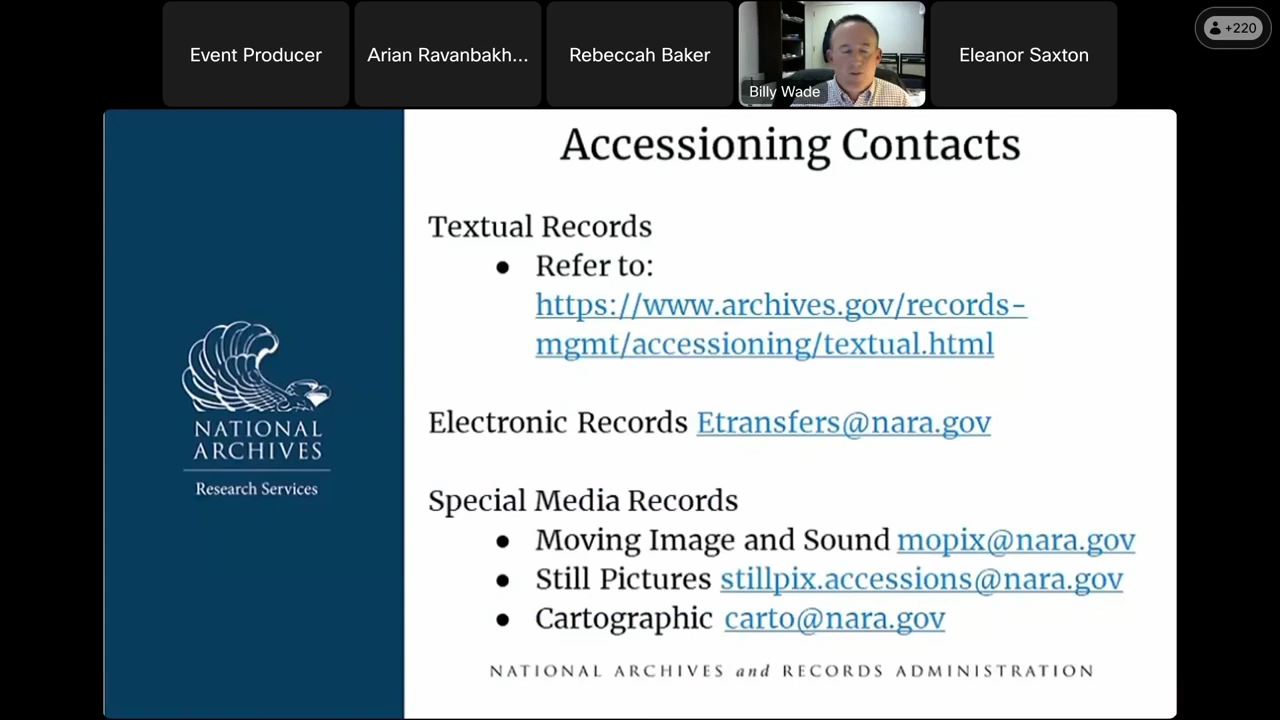 Event Producer
Arian Ravanbakh...
Rebeccah Baker
Billy Wade
Eleanor Saxton
+220
Accessioning Contacts
Textual Records
● Refer to:
https://www.archives.gov/records-
mgmt/accessioning/textual.html
Electronic Records Etransfers@nara.gov
Special Media Records
● Moving Image and Sound mopix@nara.gov
● Still Pictures stillpix.accessions@nara.gov
● Cartographic carto@nara.gov
NATIONAL
ARCHIVES
Research Services
NATIONAL ARCHIVES and RECORDS ADMINISTRATION